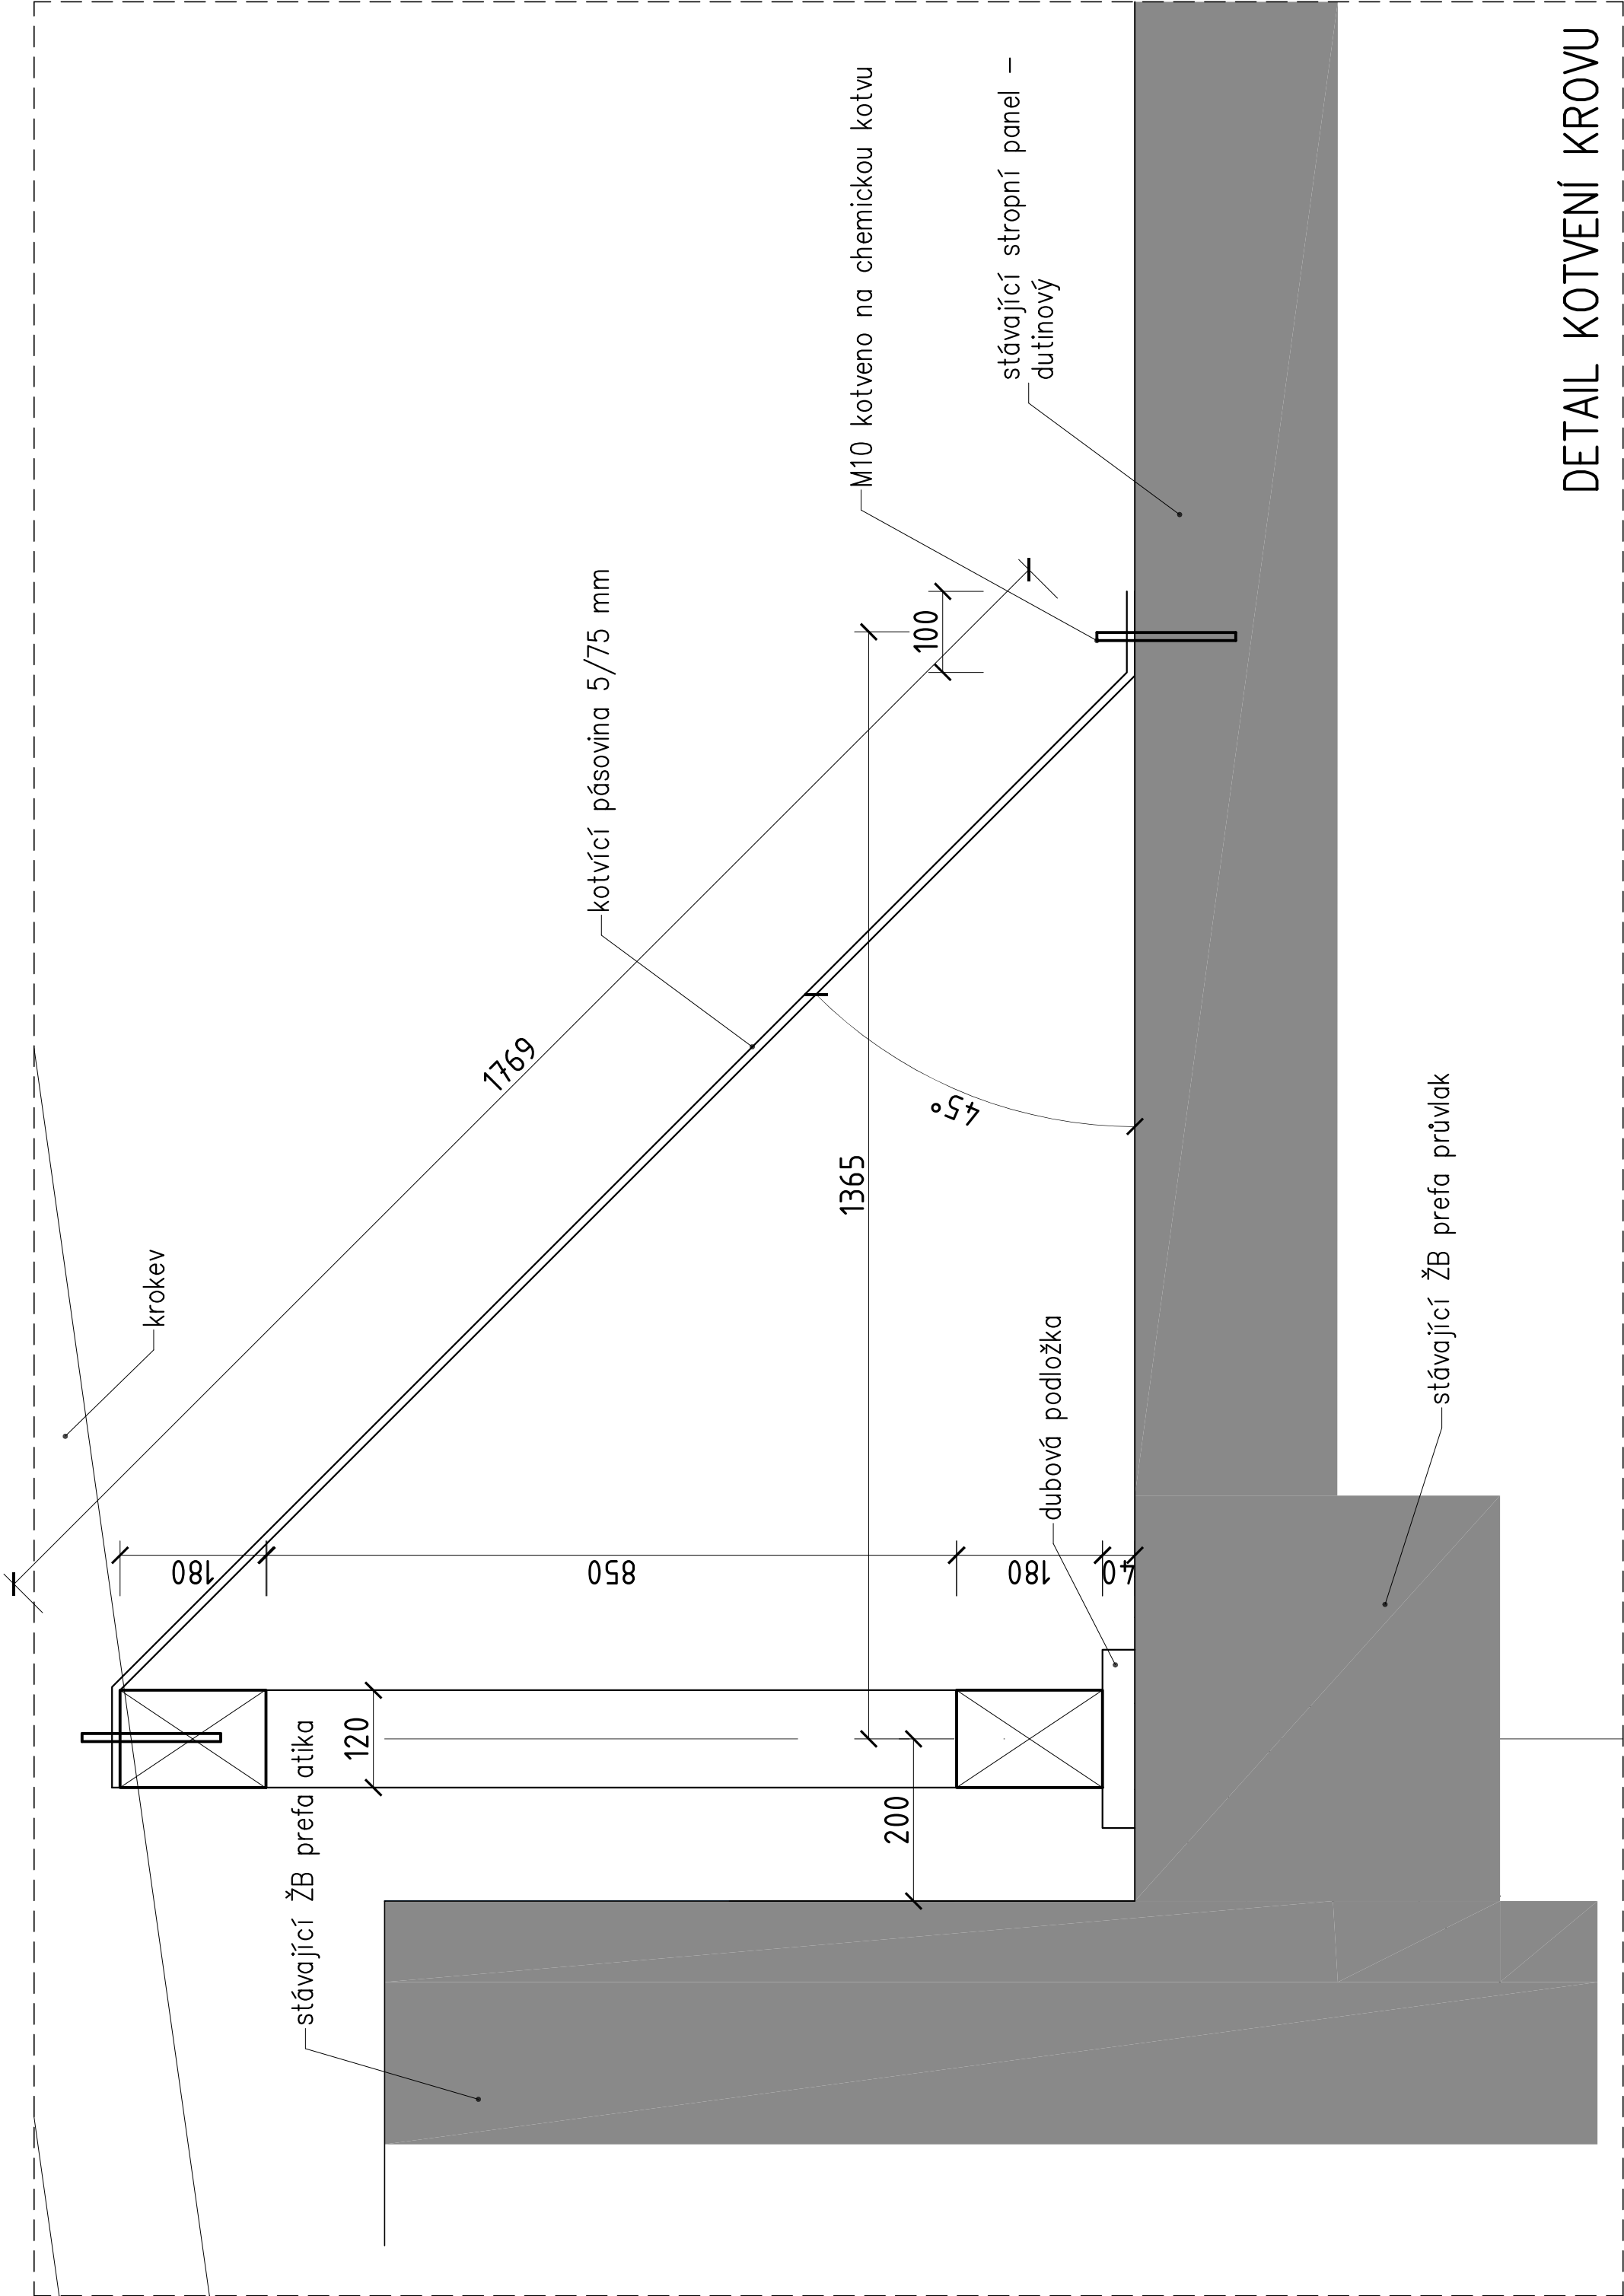 krokev
1769
kotvící pásovina 5/75 mm
M10 kotveno na chemickou kotvu
stávající stropní panel –
dutinový
100
1365
45°
180
850
180
40
120
200
dubová podložka
stávající ŽB prefa atika
stávající ŽB prefa průvlak
DETAIL KOTVENÍ KROVU